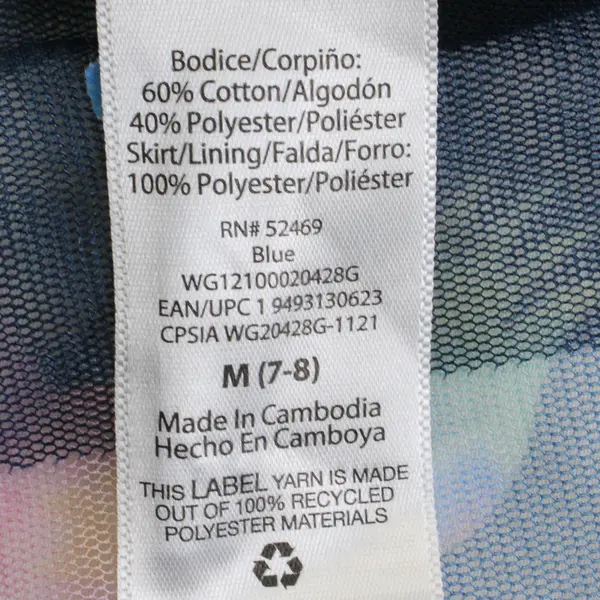 Bodice/Corpiño:
60% Cotton/Algodón
40% Polyester/Poliéster
Skirt/Lining/Falda/Forro:
100% Polyester/Poliéster
RN# 52469
Blue
WG12100020428G
EAN/UPC 1 9493130623
CPSIA WG20428G-1121
M (7-8)
Made In Cambodia
Hecho En Camboya
THIS LABEL YARN IS MADE
OUT OF 100% RECYCLED
POLYESTER MATERIALS